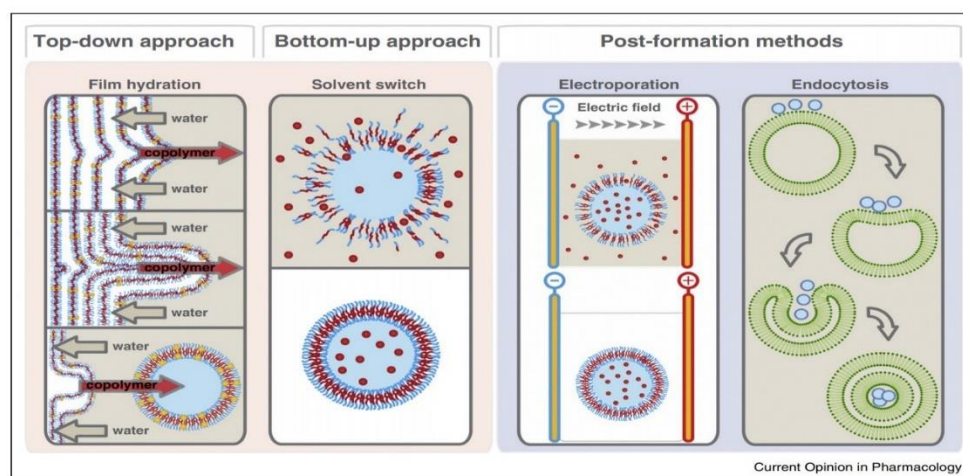 Top-down approach
Bottom-up approach
Post-formation methods
Film hydration
water
copolymer
water
water
copolymer
water
water
copolymer
water
Solvent switch
Electroporation
− Electric field +
− +
Endocytosis
Current Opinion in Pharmacology